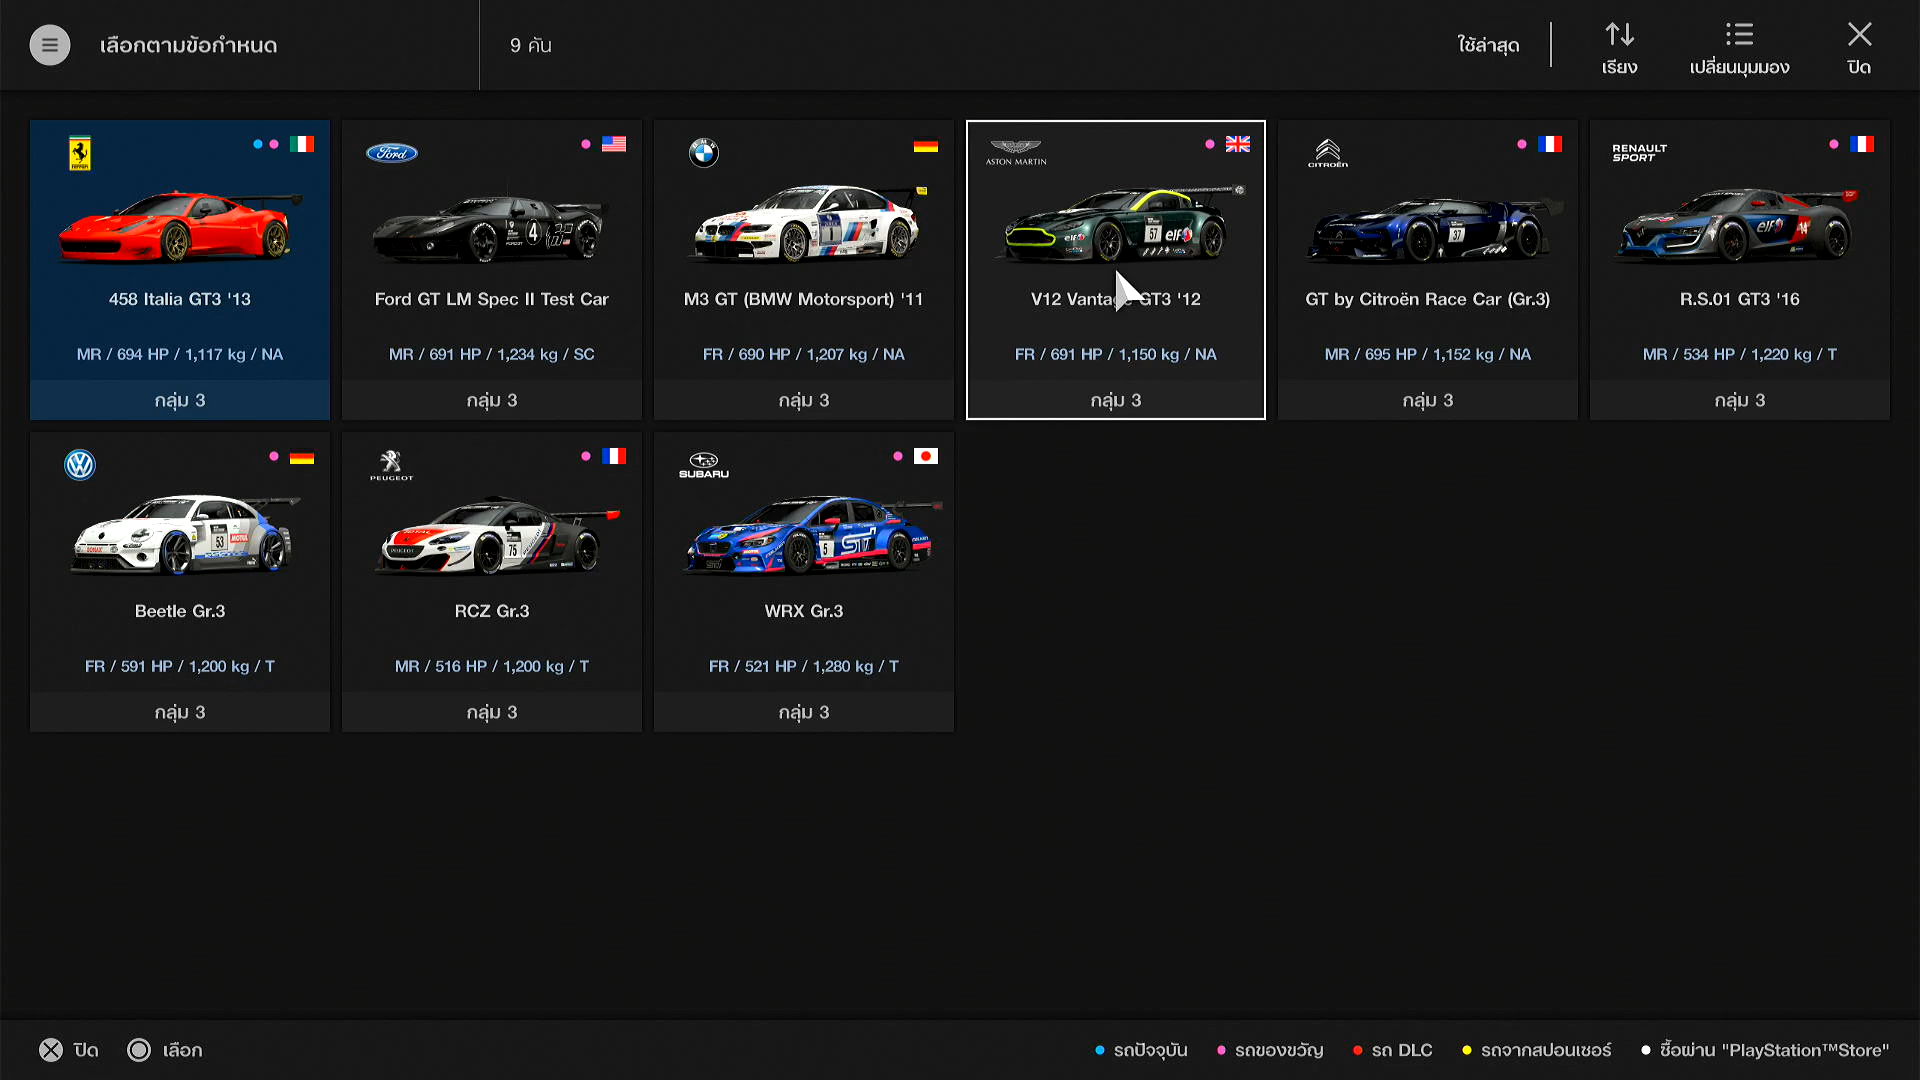 เลือกตามข้อกำหนด
9 คัน
ใช้ล่าสุด
เรียง
เปลี่ยนมุมมอง
ปิด
Ford
BMW
ASTON MARTIN
CITROËN
RENAULT SPORT
458 Italia GT3 '13
Ford GT LM Spec II Test Car
M3 GT (BMW Motorsport) '11
V12 Vantage GT3 '12
GT by Citroën Race Car (Gr.3)
R.S.01 GT3 '16
MR / 694 HP / 1,117 kg / NA
MR / 691 HP / 1,234 kg / SC
FR / 690 HP / 1,207 kg / NA
FR / 691 HP / 1,150 kg / NA
MR / 695 HP / 1,152 kg / NA
MR / 534 HP / 1,220 kg / T
กลุ่ม 3
กลุ่ม 3
กลุ่ม 3
กลุ่ม 3
กลุ่ม 3
กลุ่ม 3
PEUGEOT
SUBARU
Beetle Gr.3
RCZ Gr.3
WRX Gr.3
FR / 591 HP / 1,200 kg / T
MR / 516 HP / 1,200 kg / T
FR / 521 HP / 1,280 kg / T
กลุ่ม 3
กลุ่ม 3
กลุ่ม 3
ปิด
เลือก
รถปัจจุบัน
รถของขวัญ
รถ DLC
รถจากสปอนเซอร์
ซื้อผ่าน "PlayStation™Store"